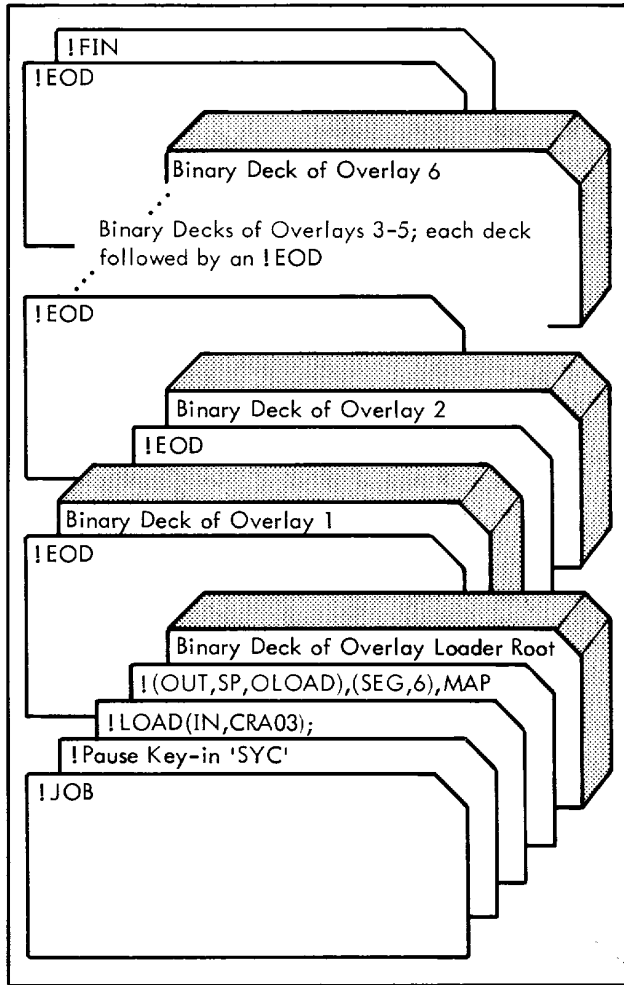 !FIN
!EOD
Binary Deck of Overlay 6
Binary Decks of Overlays 3-5; each deck
followed by an !EOD
!EOD
Binary Deck of Overlay 2
!EOD
Binary Deck of Overlay 1
!EOD
Binary Deck of Overlay Loader Root
!(OUT,SP,OLOAD),(SEG,6),MAP
!LOAD(IN,CRA03);
!Pause Key-in 'SYC'
!JOB